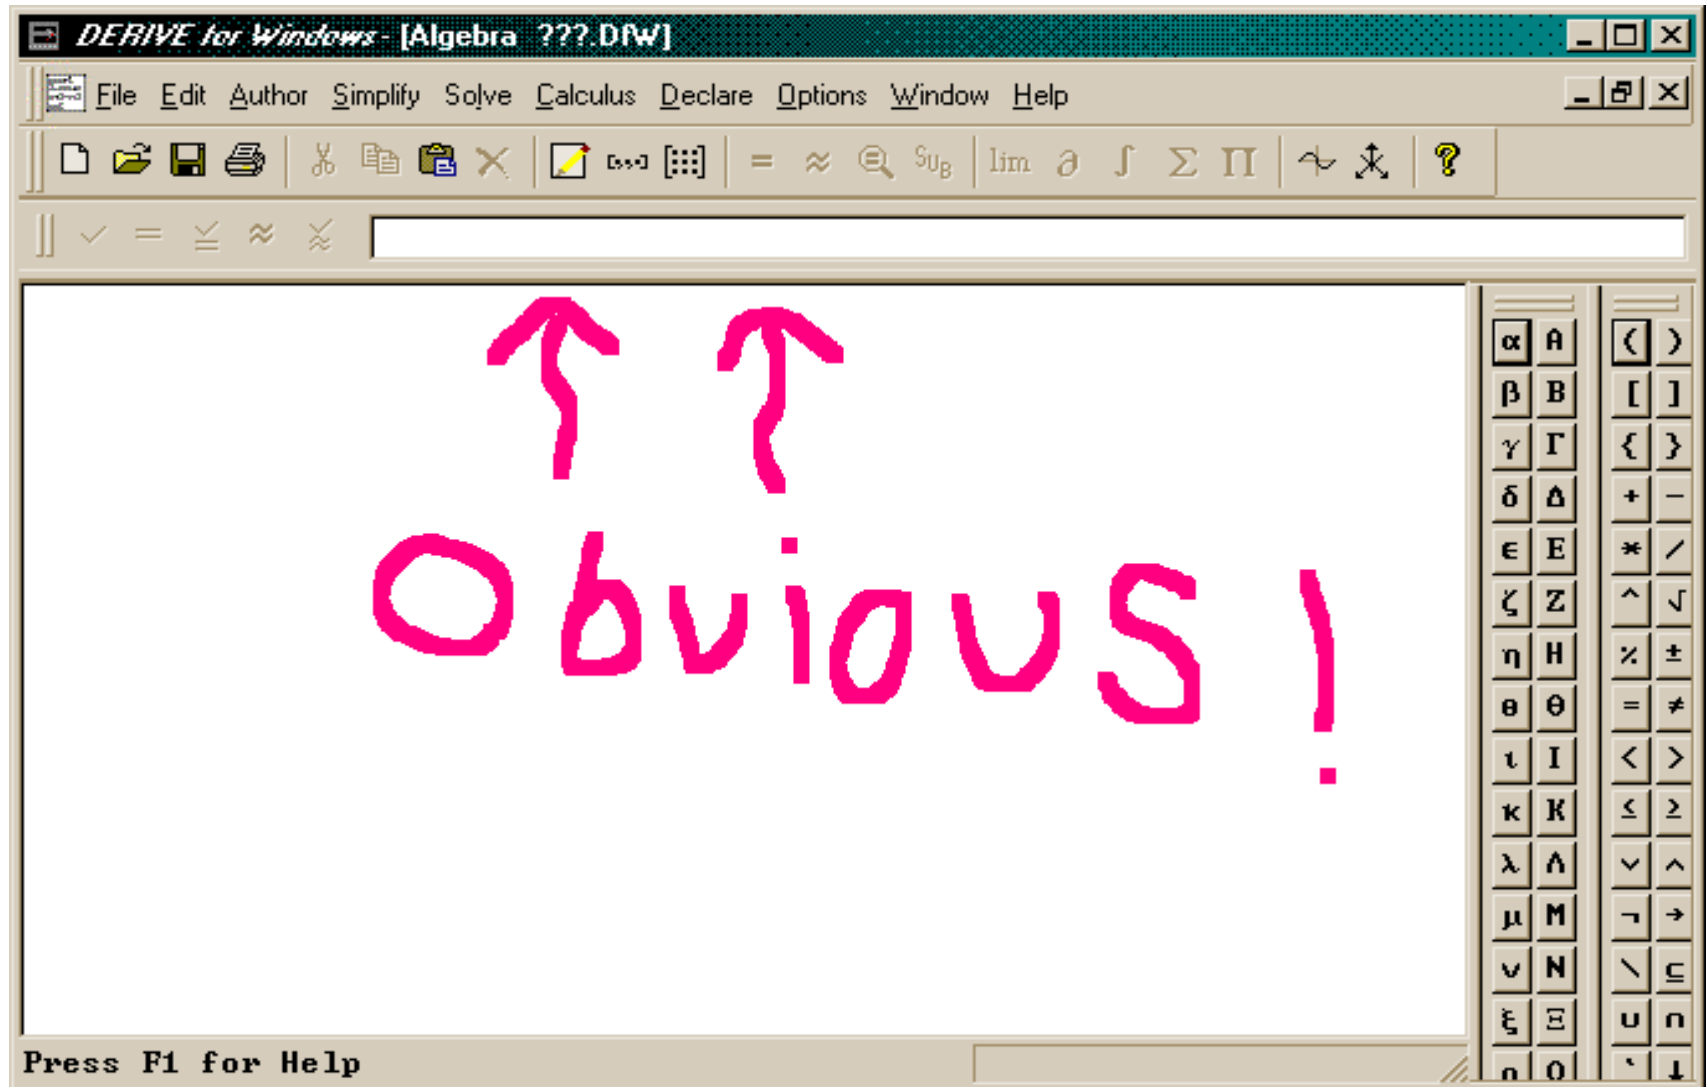 DERIVE for Windows - [Algebra ???.DfW]
File Edit Author Simplify Solve Calculus Declare Options Window Help
= ≈ SUB lim ∂ ∫ Σ Π ?
= ≈
Obvious!
α Α ( )
β Β [ ]
γ Γ { }
δ Δ + −
ϵ Ε * /
ζ Ζ ^ √
η Η % ±
θ Θ = ≠
ι Ι < >
κ Κ ≤ ≥
λ Λ ∨ ∧
μ Μ ¬ →
ν Ν \ ⊆
ξ Ξ ∪ ∩
ο Ο ` ↓
Press F1 for Help